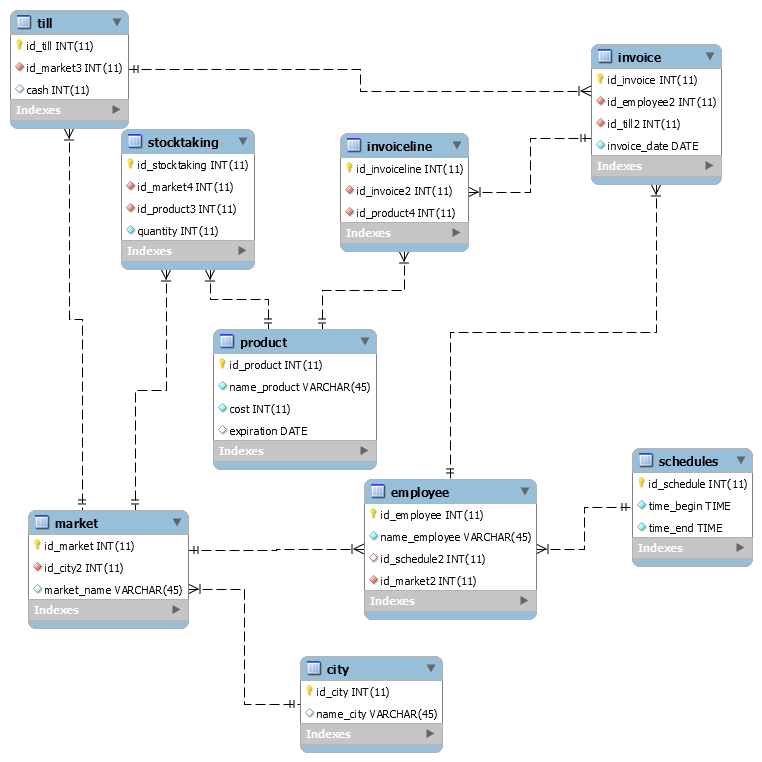 till
id_till INT(11)
id_market3 INT(11)
cash INT(11)
Indexes
invoice
id_invoice INT(11)
id_employee2 INT(11)
id_till2 INT(11)
invoice_date DATE
Indexes
stocktaking
id_stocktaking INT(11)
id_market4 INT(11)
id_product3 INT(11)
quantity INT(11)
Indexes
invoiceline
id_invoiceline INT(11)
id_invoice2 INT(11)
id_product4 INT(11)
Indexes
product
id_product INT(11)
name_product VARCHAR(45)
cost INT(11)
expiration DATE
Indexes
schedules
id_schedule INT(11)
time_begin TIME
time_end TIME
Indexes
employee
id_employee INT(11)
name_employee VARCHAR(45)
id_schedule2 INT(11)
id_market2 INT(11)
Indexes
market
id_market INT(11)
id_city2 INT(11)
market_name VARCHAR(45)
Indexes
city
id_city INT(11)
name_city VARCHAR(45)
Indexes